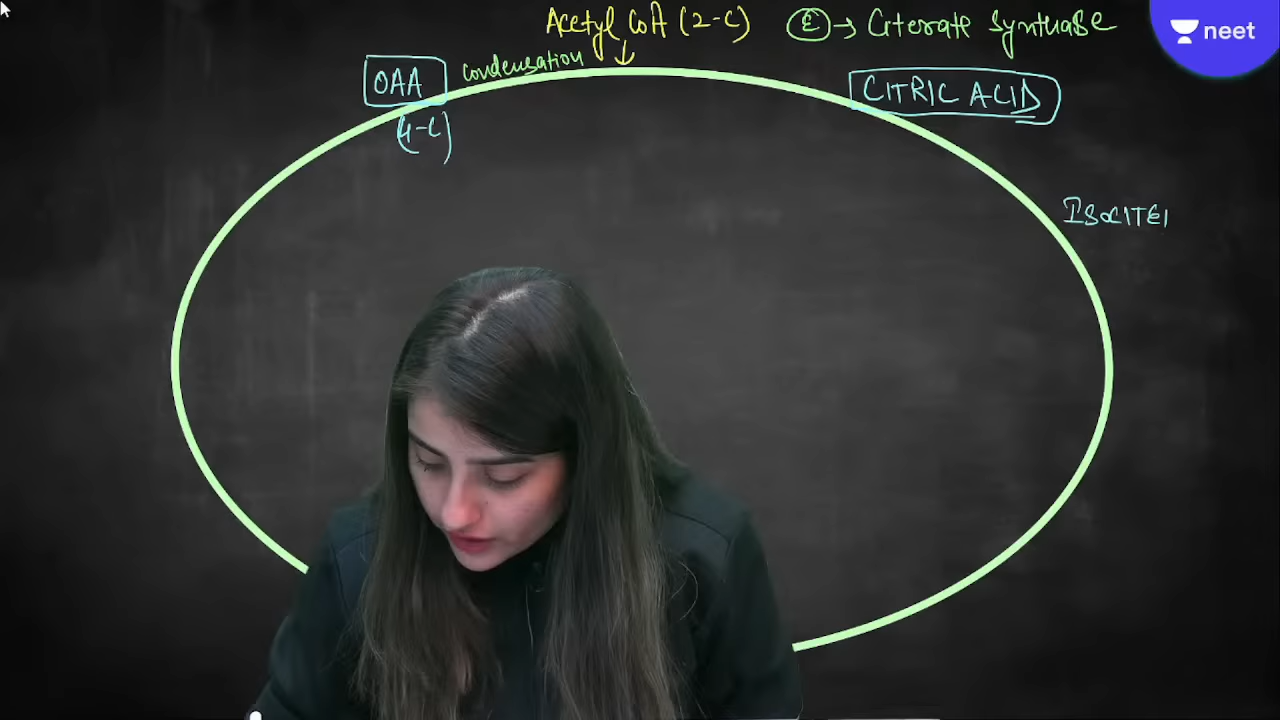 Acetyl CoA (2-C)
Ⓔ → Citerate Synthase
neet
condensation
OAA
CITRIC ACID
(4-C)
ISOCITEI